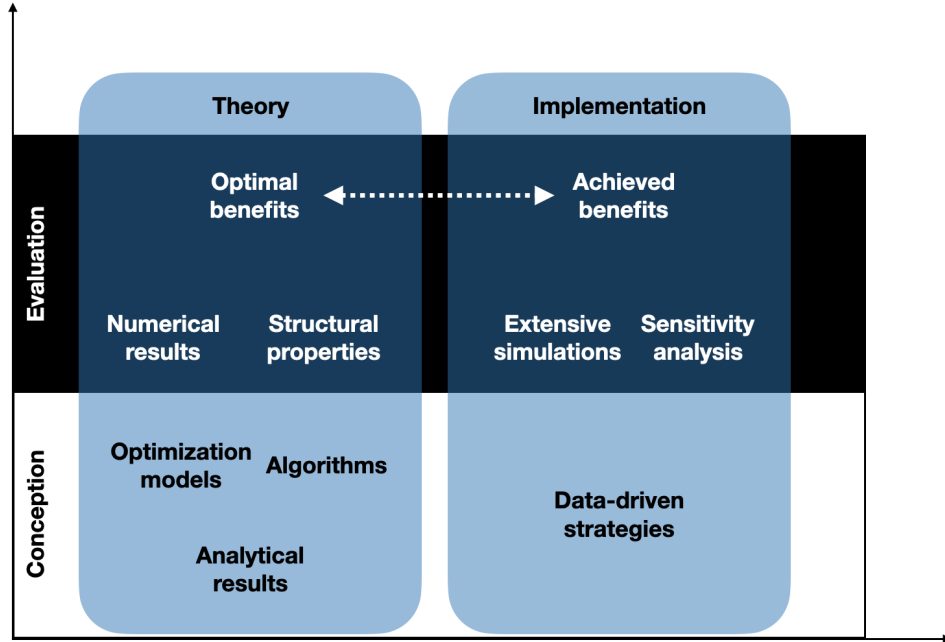 Theory
Implementation
Evaluation
Optimal
benefits
Achieved
benefits
Numerical
results
Structural
properties
Extensive
simulations
Sensitivity
analysis
Conception
Optimization
models
Algorithms
Data-driven
strategies
Analytical
results